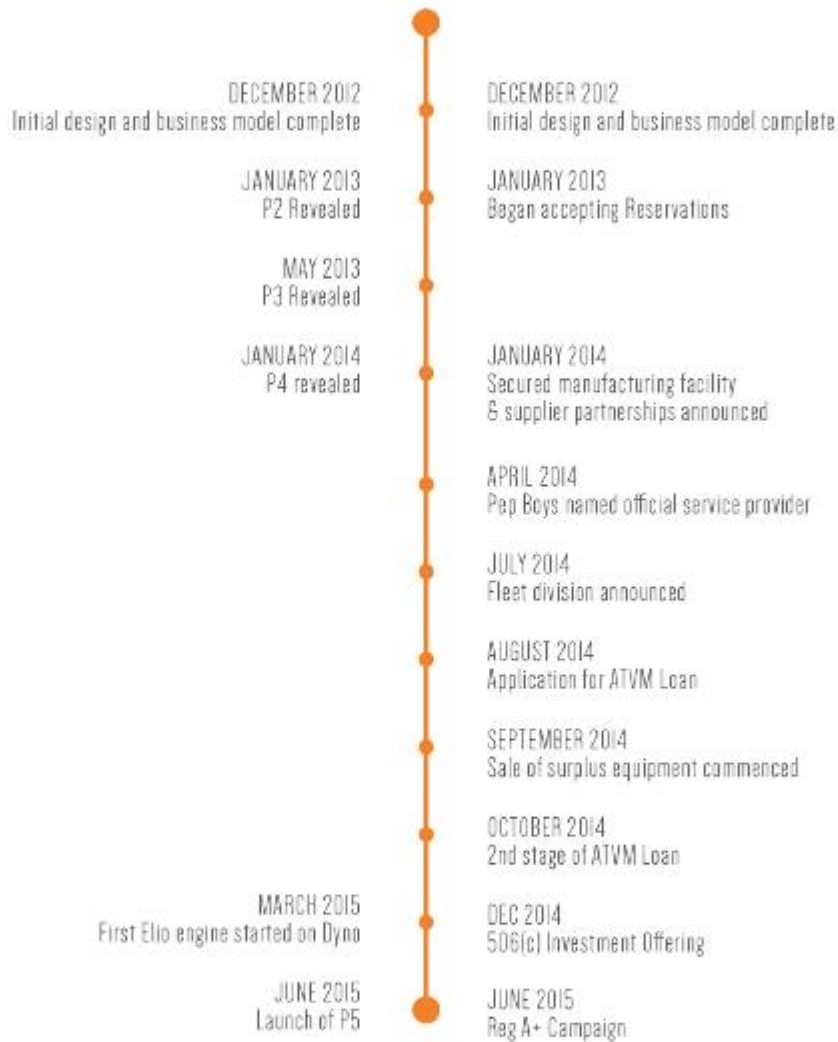 DECEMBER 2012
Initial design and business model complete
DECEMBER 2012
Initial design and business model complete
JANUARY 2013
P2 Revealed
JANUARY 2013
Began accepting Reservations
MAY 2013
P3 Revealed
JANUARY 2014
P4 revealed
JANUARY 2014
Secured manufacturing facility
& supplier partnerships announced
APRIL 2014
Pep Boys named official service provider
JULY 2014
Fleet division announced
AUGUST 2014
Application for ATVM Loan
SEPTEMBER 2014
Sale of surplus equipment commenced
OCTOBER 2014
2nd stage of ATVM Loan
MARCH 2015
First Elio engine started on Dyno
DEC 2014
506(c) Investment Offering
JUNE 2015
Launch of P5
JUNE 2015
Reg A+ Campaign